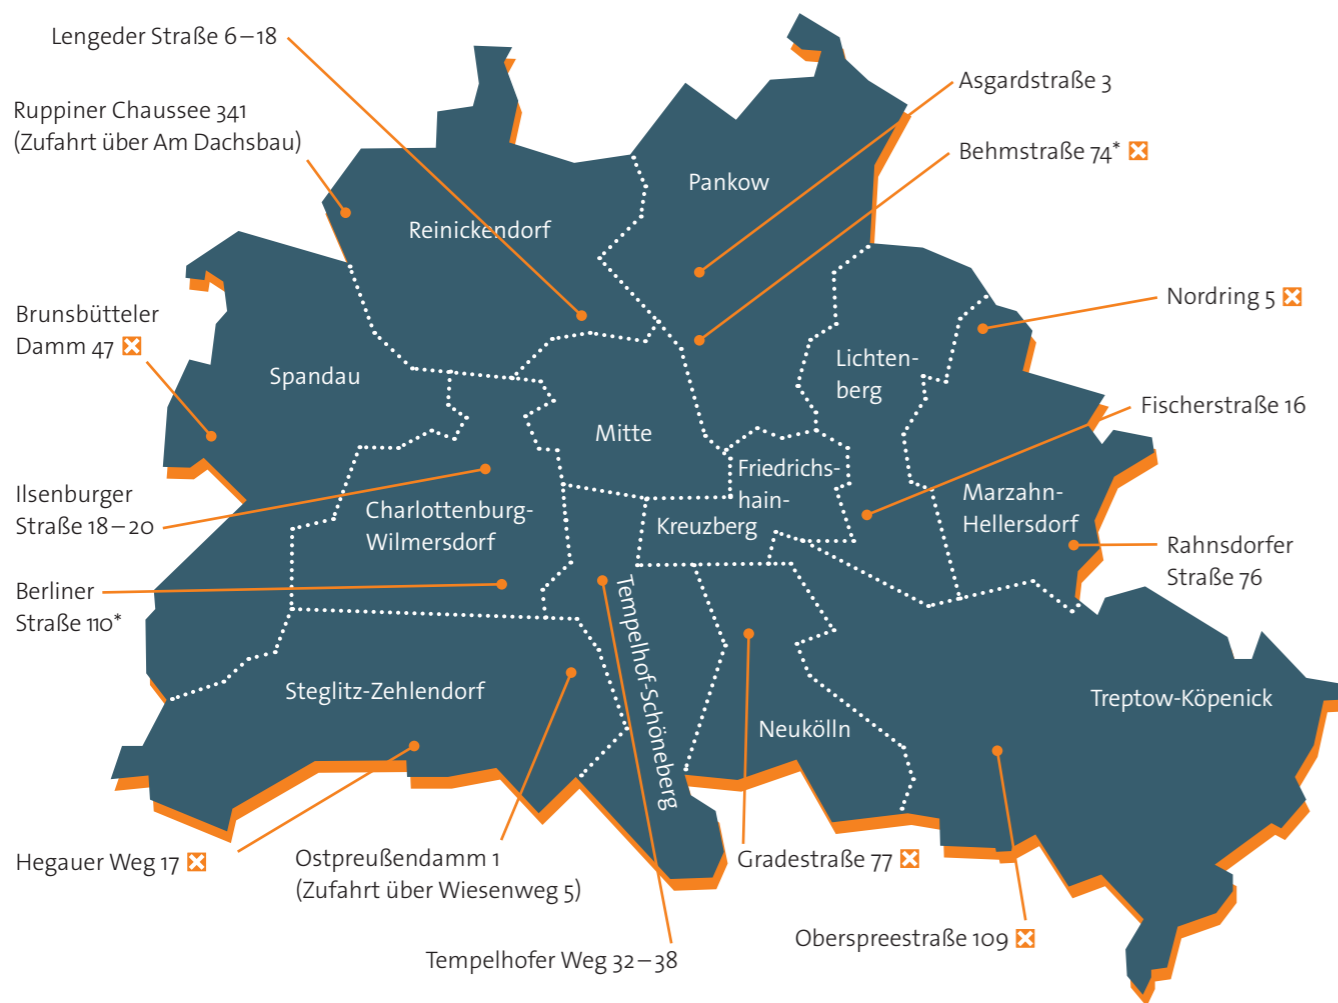 Lengeder Straße 6–18
Ruppiner Chaussee 341
(Zufahrt über Am Dachsbau)
Asgardstraße 3
Behmstraße 74*
Pankow
Reinickendorf
Nordring 5
Brunsbütteler
Damm 47
Spandau
Lichten-
berg
Fischerstraße 16
Mitte
Friedrichs-
hain-
Kreuzberg
Marzahn-
Hellersdorf
Ilsenburger
Straße 18–20
Charlottenburg-
Wilmersdorf
Rahnsdorfer
Straße 76
Berliner
Straße 110*
Tempelhof-Schöneberg
Steglitz-Zehlendorf
Treptow-Köpenick
Neukölln
Hegauer Weg 17
Ostpreußendamm 1
(Zufahrt über Wiesenweg 5)
Gradestraße 77
Oberspreestraße 109
Tempelhofer Weg 32–38